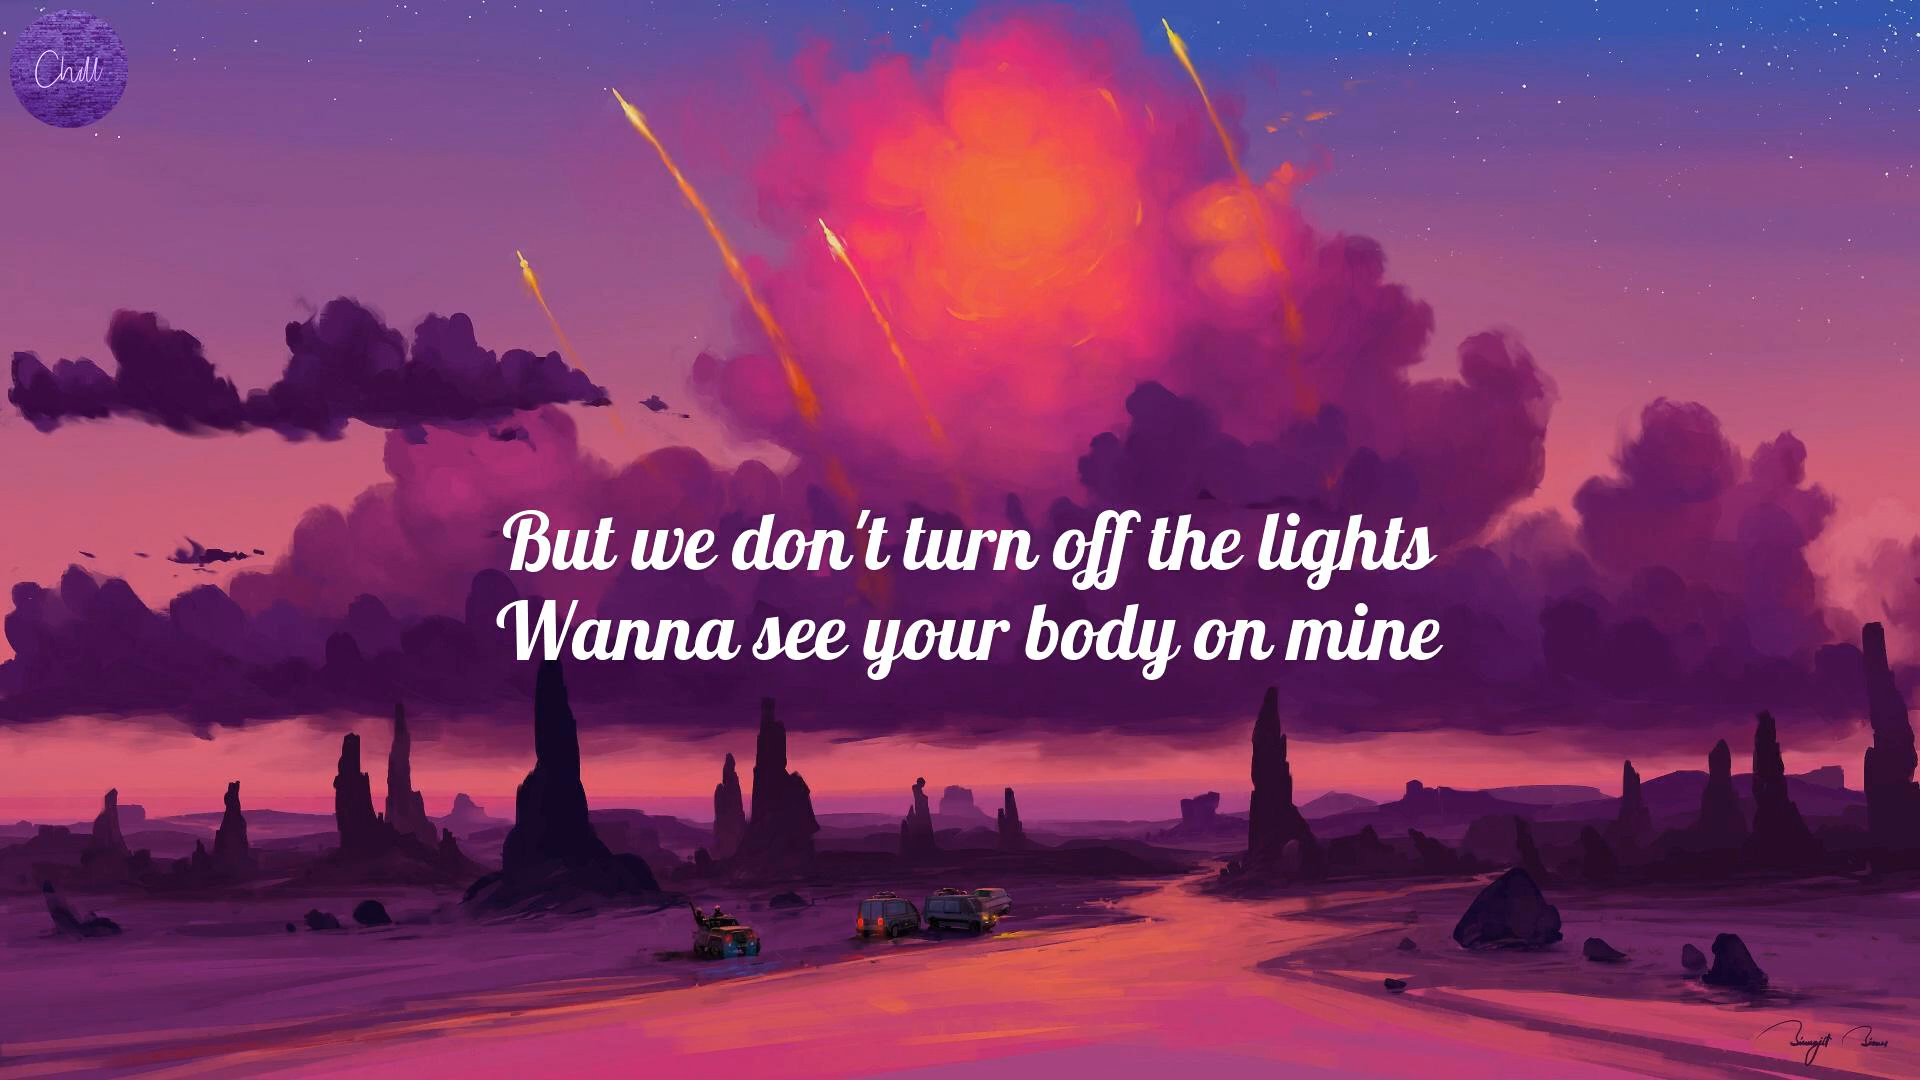 Chill
But we don't turn off the lights
Wanna see your body on mine